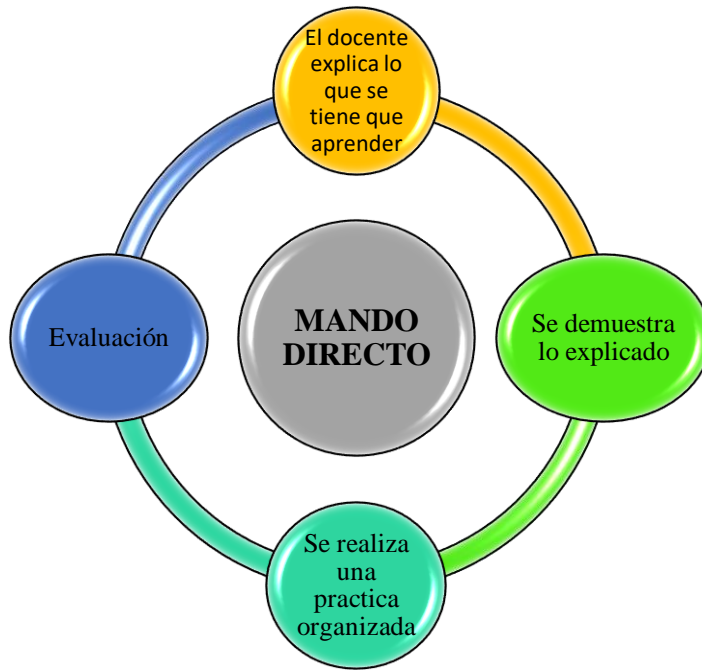 El docente
explica lo
que se
tiene que
aprender
MANDO
DIRECTO
Evaluación
Se demuestra
lo explicado
Se realiza
una
practica
organizada